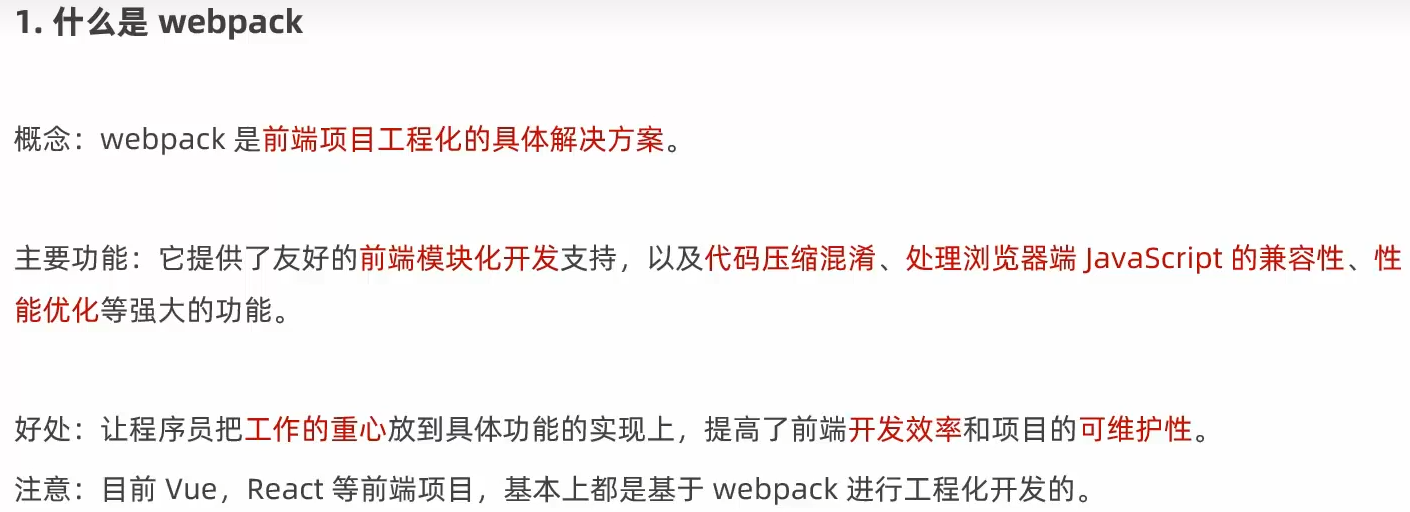 1. 什么是 webpack
概念：webpack 是前端项目工程化的具体解决方案。
主要功能：它提供了友好的前端模块化开发支持，以及代码压缩混淆、处理浏览器端 JavaScript 的兼容性、性
能优化等强大的功能。
好处：让程序员把工作的重心放到具体功能的实现上，提高了前端开发效率和项目的可维护性。
注意：目前 Vue，React 等前端项目，基本上都是基于 webpack 进行工程化开发的。